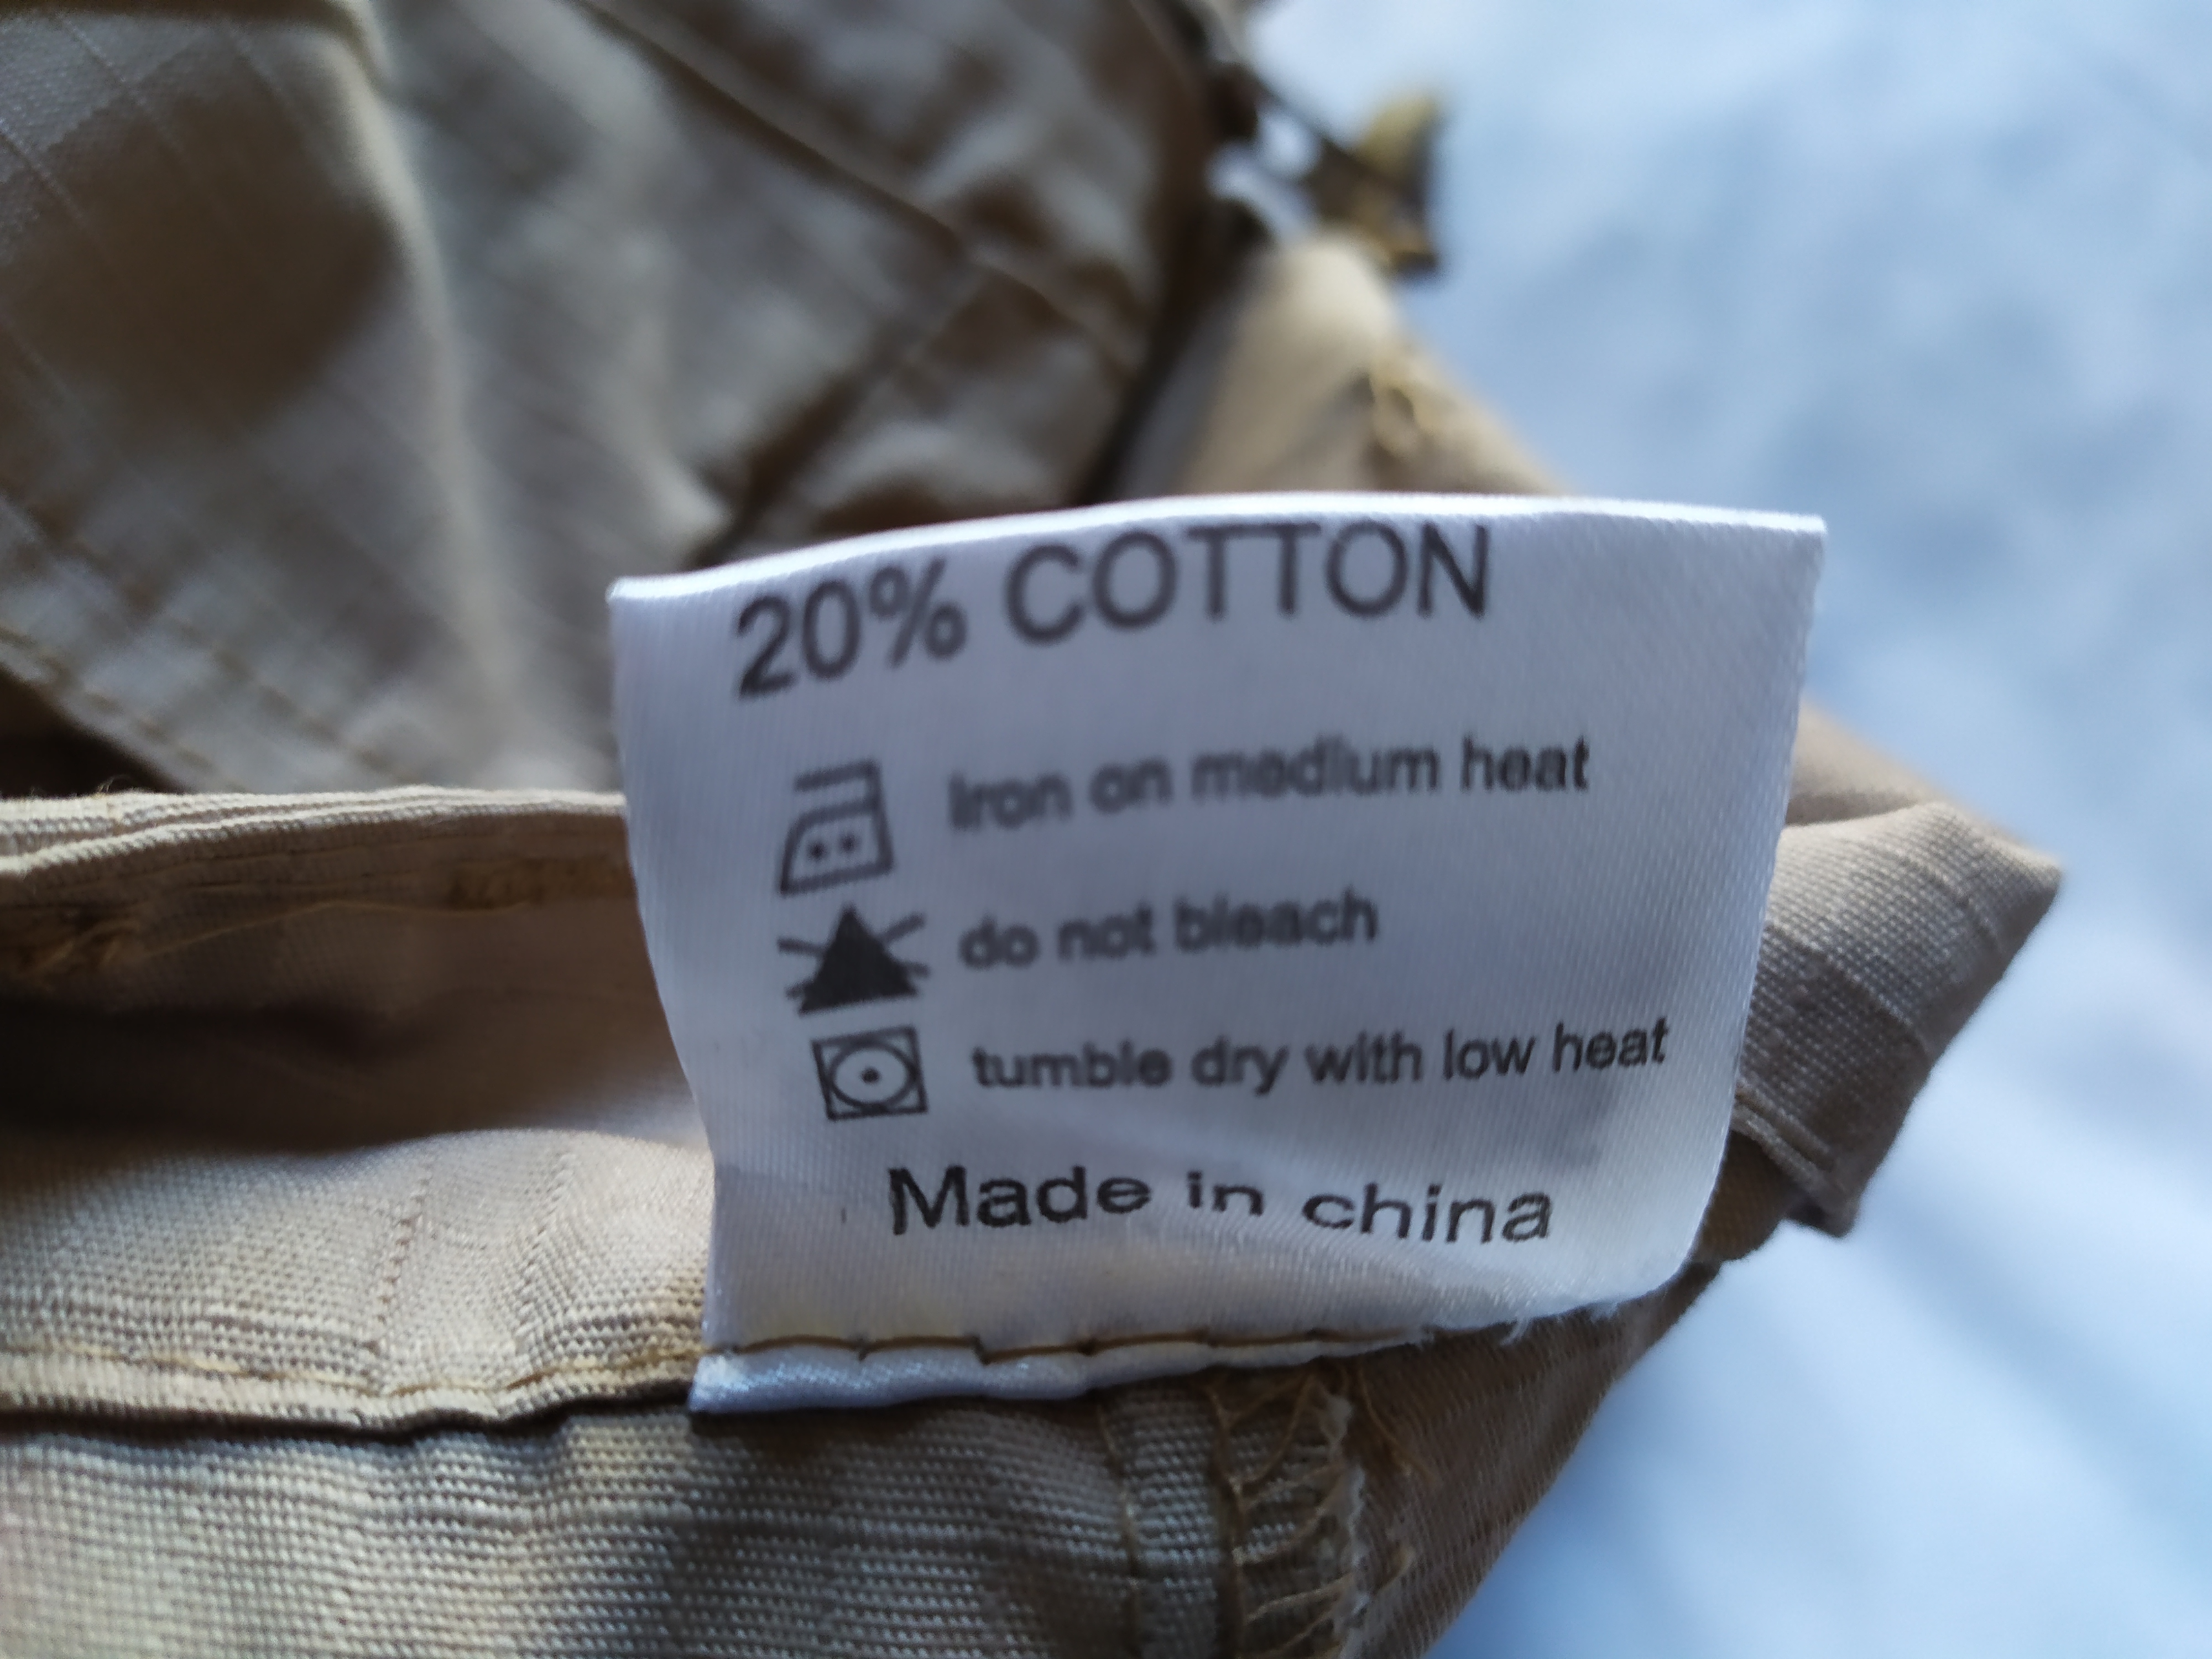 20% COTTON
Iron on medium heat
do not bleach
tumble dry with low heat
Made in china